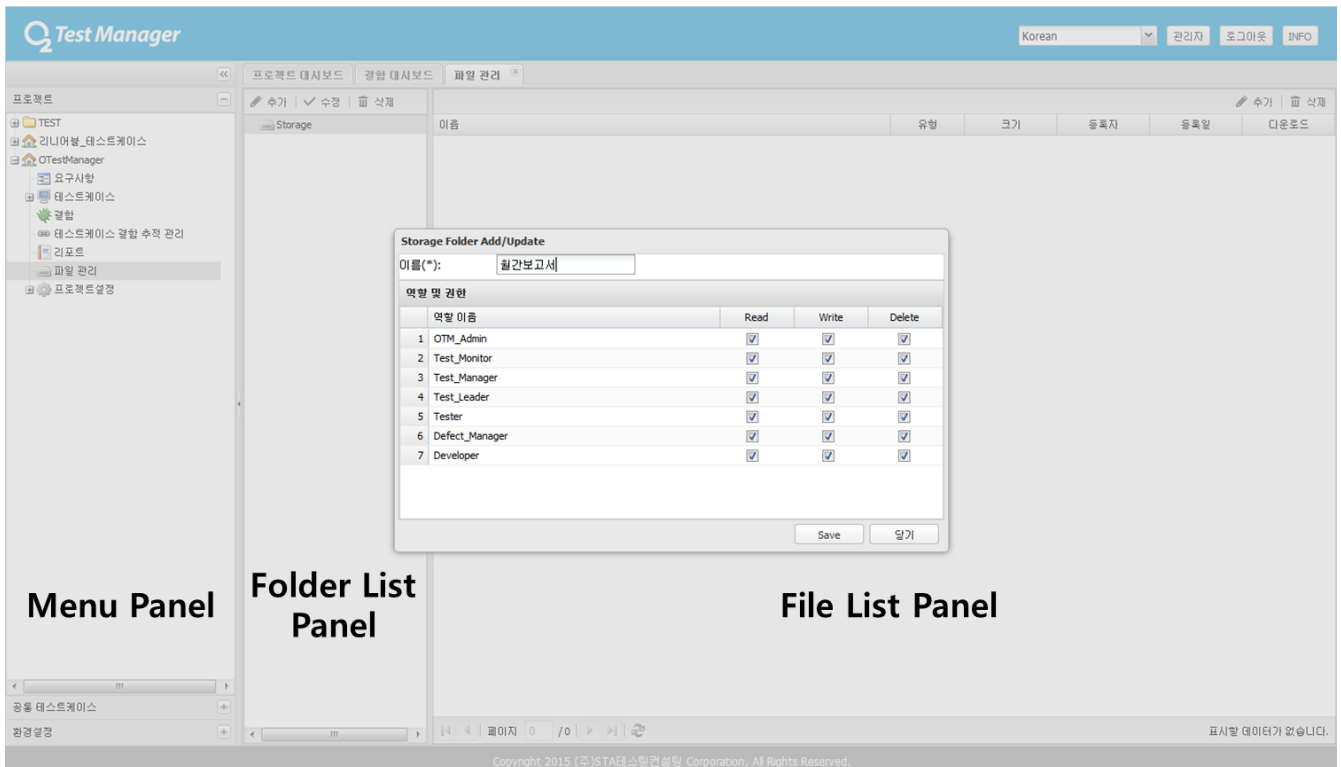 O2 Test Manager
Korean 관리자 로그아웃 INFO
프로젝트 대시보드 결함 대시보드 파일 관리
프로젝트
추가 수정 삭제
추가 삭제
TEST
리니어블_테스트케이스
OTestManager
요구사항
테스트케이스
결함
테스트케이스 결함 추적 관리
리포트
파일 관리
프로젝트설정
Storage
이름 유형 크기 등록자 등록일 다운로드
Storage Folder Add/Update
이름(*): 월간보고서
역할 및 권한
역할 이름 Read Write Delete
1 OTM_Admin
2 Test_Monitor
3 Test_Manager
4 Test_Leader
5 Tester
6 Defect_Manager
7 Developer
Save 닫기
Menu Panel
Folder List
Panel
File List Panel
공통 테스트케이스
환경설정
페이지 0 /0
표시할 데이터가 없습니다.
Copyright 2015 (주)STA테스팅컨설팅 Corporation. All Rights Reserved.